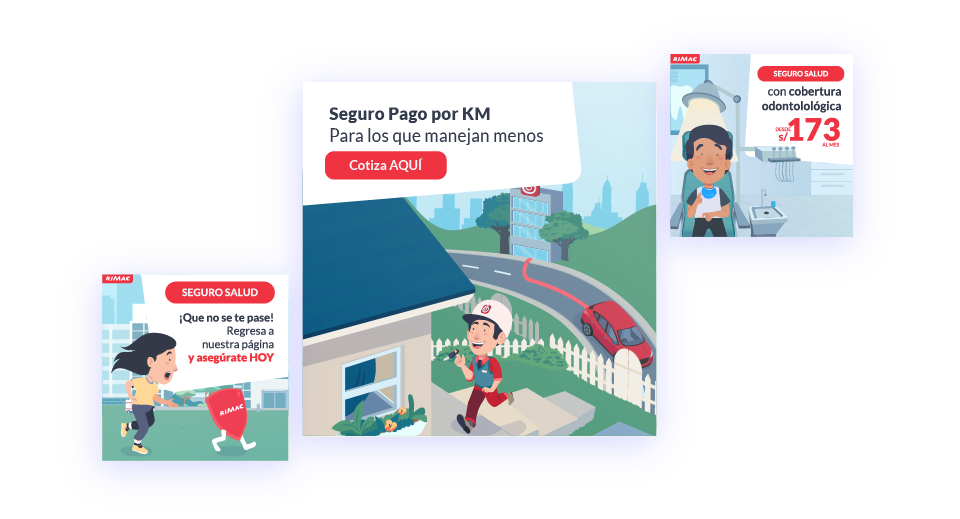 RIMAC
SEGURO SALUD
¡Que no se te pase!
Regresa a
nuestra página
y asegúrate HOY
RIMAC
Seguro Pago por KM
Para los que manejan menos
Cotiza AQUÍ
RIMAC
SEGURO SALUD
con cobertura
odontolológica
DESDE
S/173
AL MES